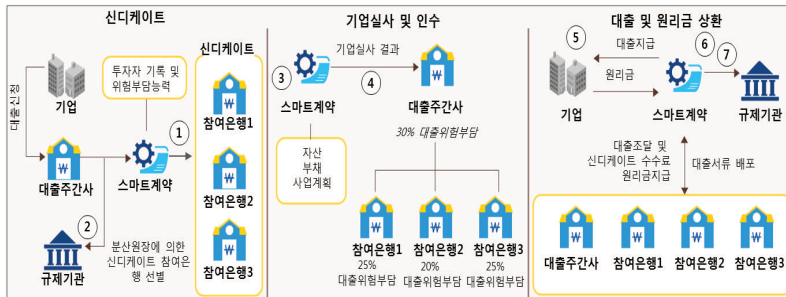 신디케이트
기업
대출신청
투자자 기록 및
위험부담능력
대출주간사
스마트계약
1
2
규제기관
분산원장에 의한
신디케이트 참여은
행 선별
신디케이트
₩
참여은행1
₩
참여은행2
₩
참여은행3
₩
기업실사 및 인수
3
스마트계약
기업실사 결과
4
₩
대출주간사
자산
부채
사업계획
30% 대출위험부담
₩
₩
₩
참여은행1
25%
대출위험부담
참여은행2
20%
대출위험부담
참여은행3
25%
대출위험부담
대출 및 원리금 상환
5
기업
대출지급
원리금
스마트계약
6
7
규제기관
대출조달 및
신디케이트 수수료
원리금지급
대출서류 배포
₩
₩
₩
₩
대출주간사
참여은행1
참여은행2
참여은행3